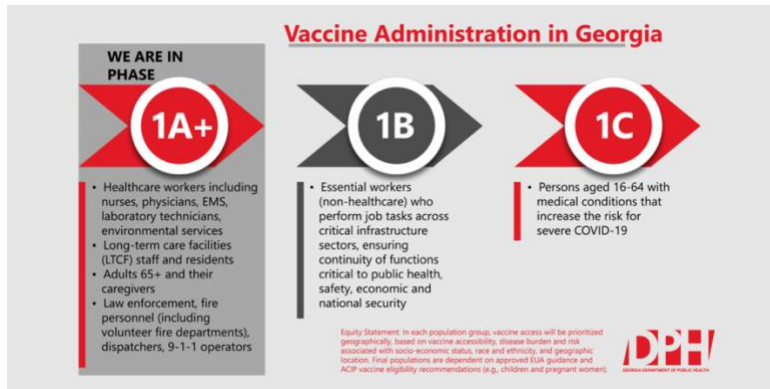 Vaccine Administration in Georgia
WE ARE IN
PHASE
1A+
• Healthcare workers including
nurses, physicians, EMS,
laboratory technicians,
environmental services
• Long-term care facilities
(LTCF) staff and residents
• Adults 65+ and their
caregivers
• Law enforcement, fire
personnel (including
volunteer fire departments),
dispatchers, 9-1-1 operators
1B
• Essential workers
(non-healthcare) who
perform job tasks across
critical infrastructure
sectors, ensuring
continuity of functions
critical to public health,
safety, economic and
national security
1C
• Persons aged 16-64 with
medical conditions that
increase the risk for
severe COVID-19
Equity Statement: In each population group, vaccine access will be prioritized
geographically, based on vaccine accessibility, disease burden and risk
associated with socio-economic status, race and ethnicity, and geographic
location. Final populations are dependent on approved EUA guidance and
ACIP vaccine eligibility recommendations (e.g., children and pregnant women).
DPH
GEORGIA DEPARTMENT OF PUBLIC HEALTH